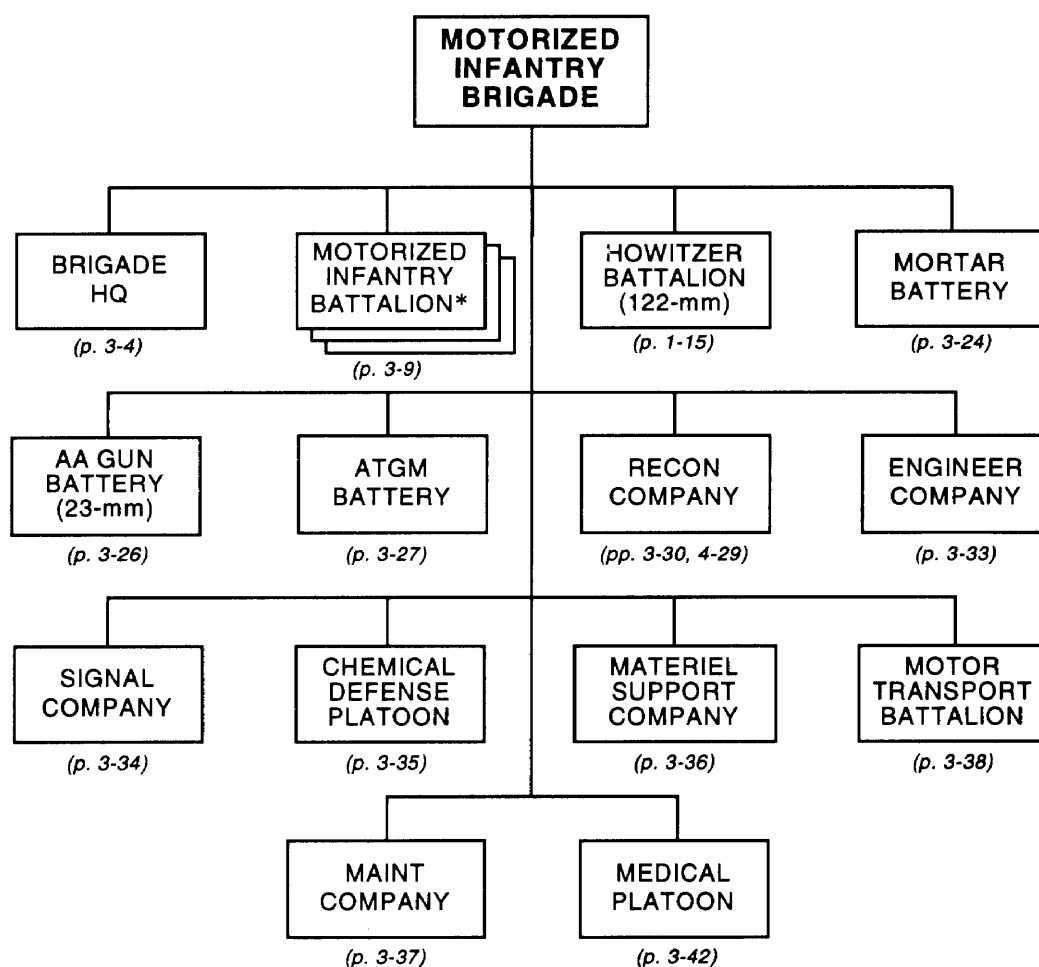 MOTORIZED
INFANTRY
BRIGADE
BRIGADE
HQ
(p. 3-4)
MOTORIZED
INFANTRY
BATTALION*
(p. 3-9)
HOWITZER
BATTALION
(122-mm)
(p. 1-15)
MORTAR
BATTERY
(p. 3-24)
AA GUN
BATTERY
(23-mm)
(p. 3-26)
ATGM
BATTERY
(p. 3-27)
RECON
COMPANY
(pp. 3-30, 4-29)
ENGINEER
COMPANY
(p. 3-33)
SIGNAL
COMPANY
(p. 3-34)
CHEMICAL
DEFENSE
PLATOON
(p. 3-35)
MATERIEL
SUPPORT
COMPANY
(p. 3-36)
MOTOR
TRANSPORT
BATTALION
(p. 3-38)
MAINT
COMPANY
(p. 3-37)
MEDICAL
PLATOON
(p. 3-42)